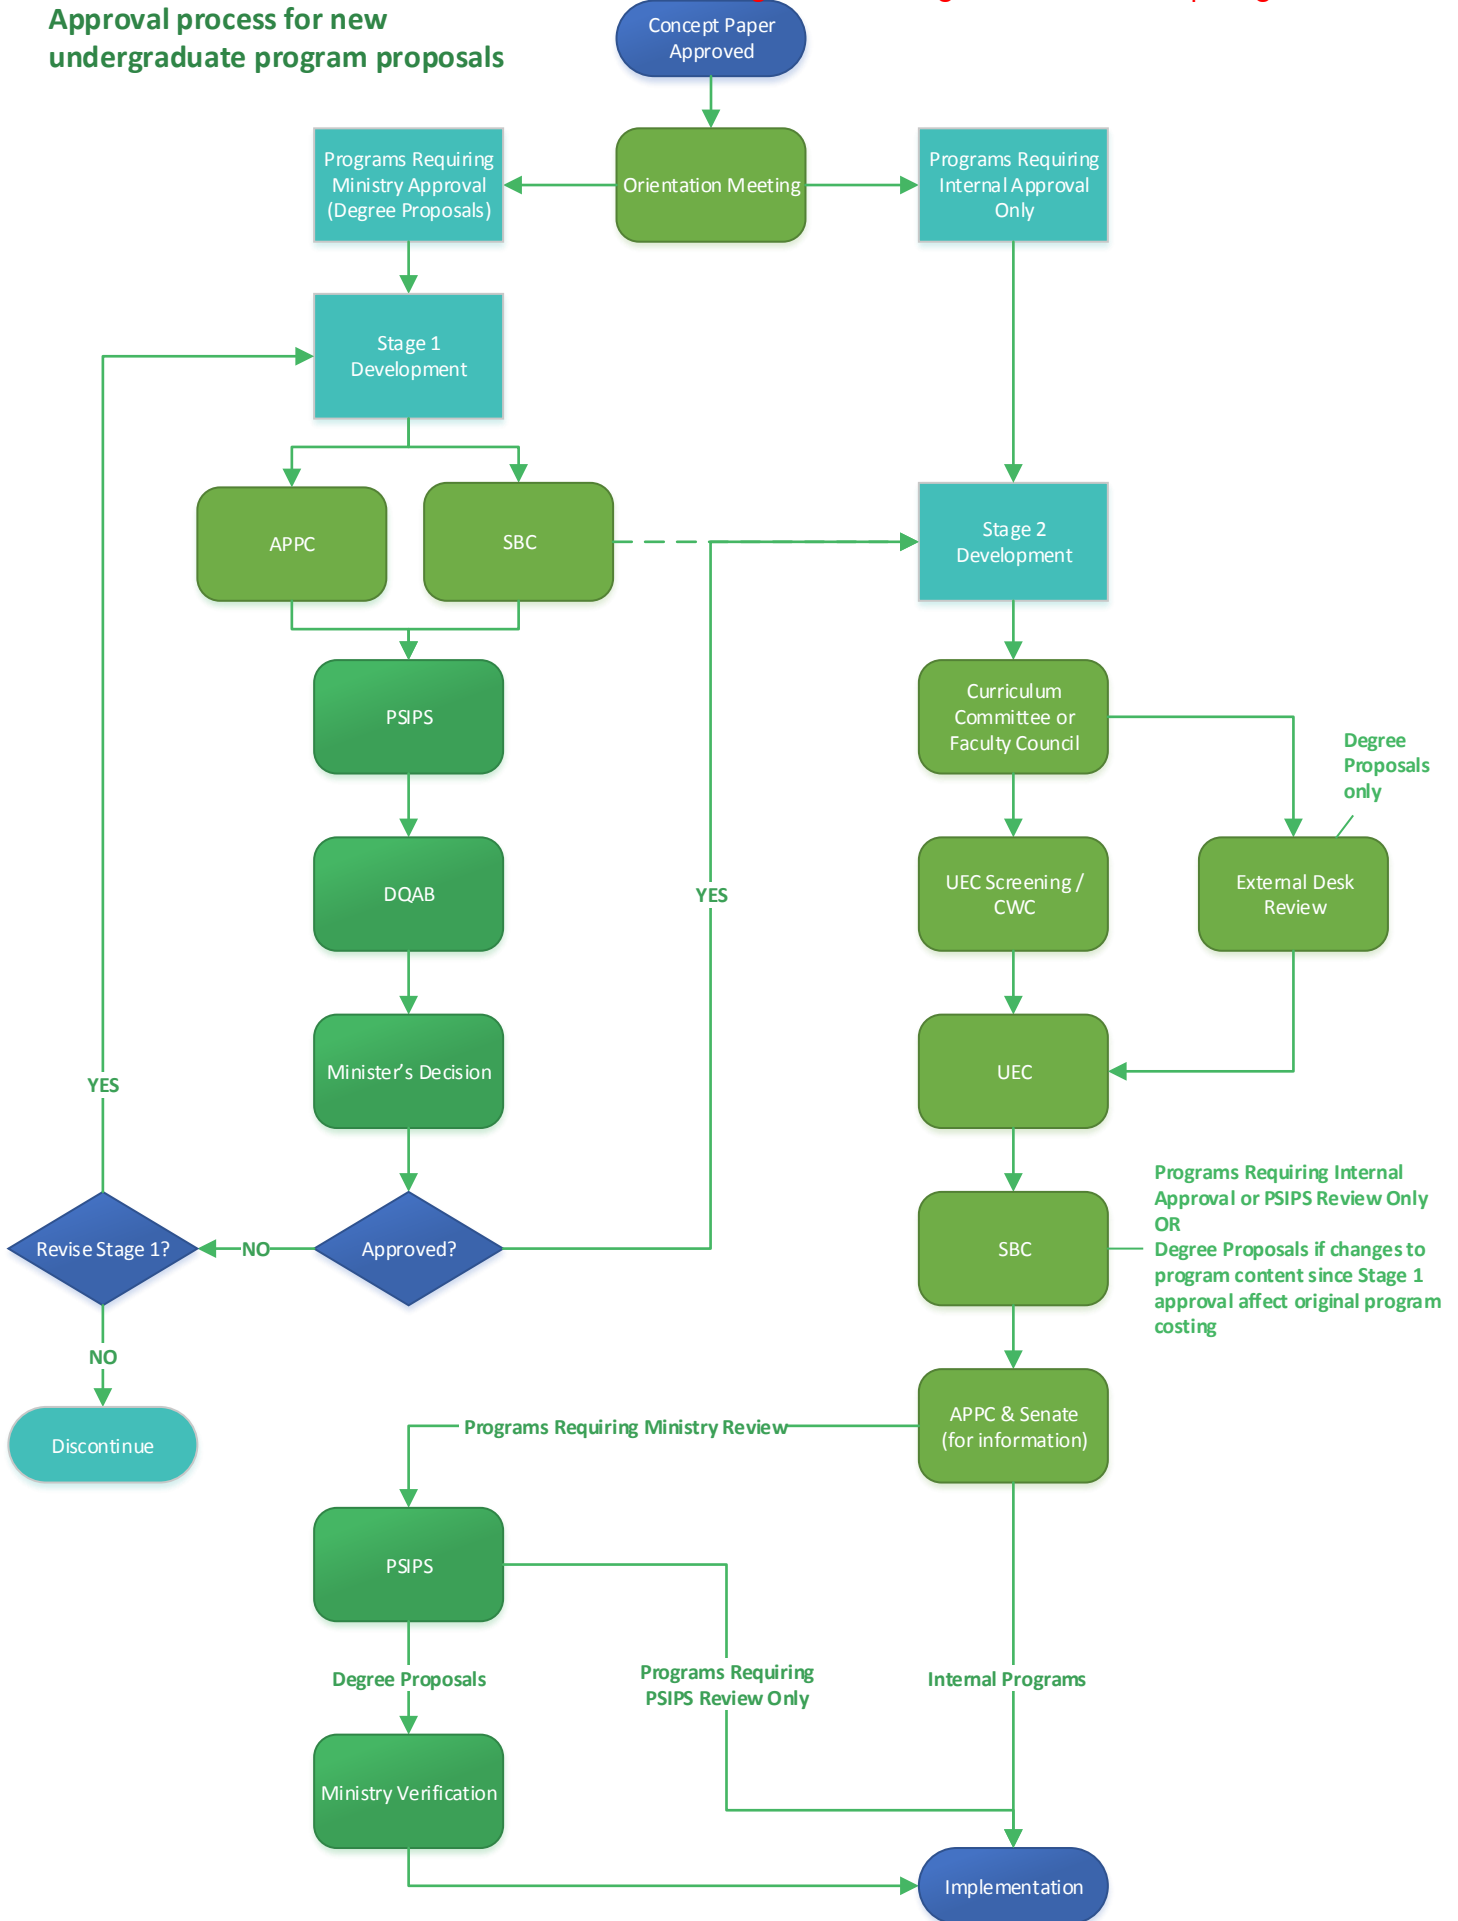 Approval process for new
undergraduate program proposals
Concept Paper
Approved
Programs Requiring
Ministry Approval
(Degree Proposals)
Orientation Meeting
Programs Requiring
Internal Approval
Only
Stage 1
Development
APPC
SBC
Stage 2
Development
PSIPS
Curriculum
Committee or
Faculty Council
Degree
Proposals
only
DQAB
YES
UEC Screening /
CWC
External Desk
Review
Minister’s Decision
UEC
YES
Revise Stage 1?
NO
Approved?
SBC
Programs Requiring Internal
Approval or PSIPS Review Only
OR
Degree Proposals if changes to
program content since Stage 1
approval affect original program
costing
NO
Discontinue
Programs Requiring Ministry Review
APPC & Senate
(for information)
PSIPS
Degree Proposals
Programs Requiring
PSIPS Review Only
Internal Programs
Ministry Verification
Implementation